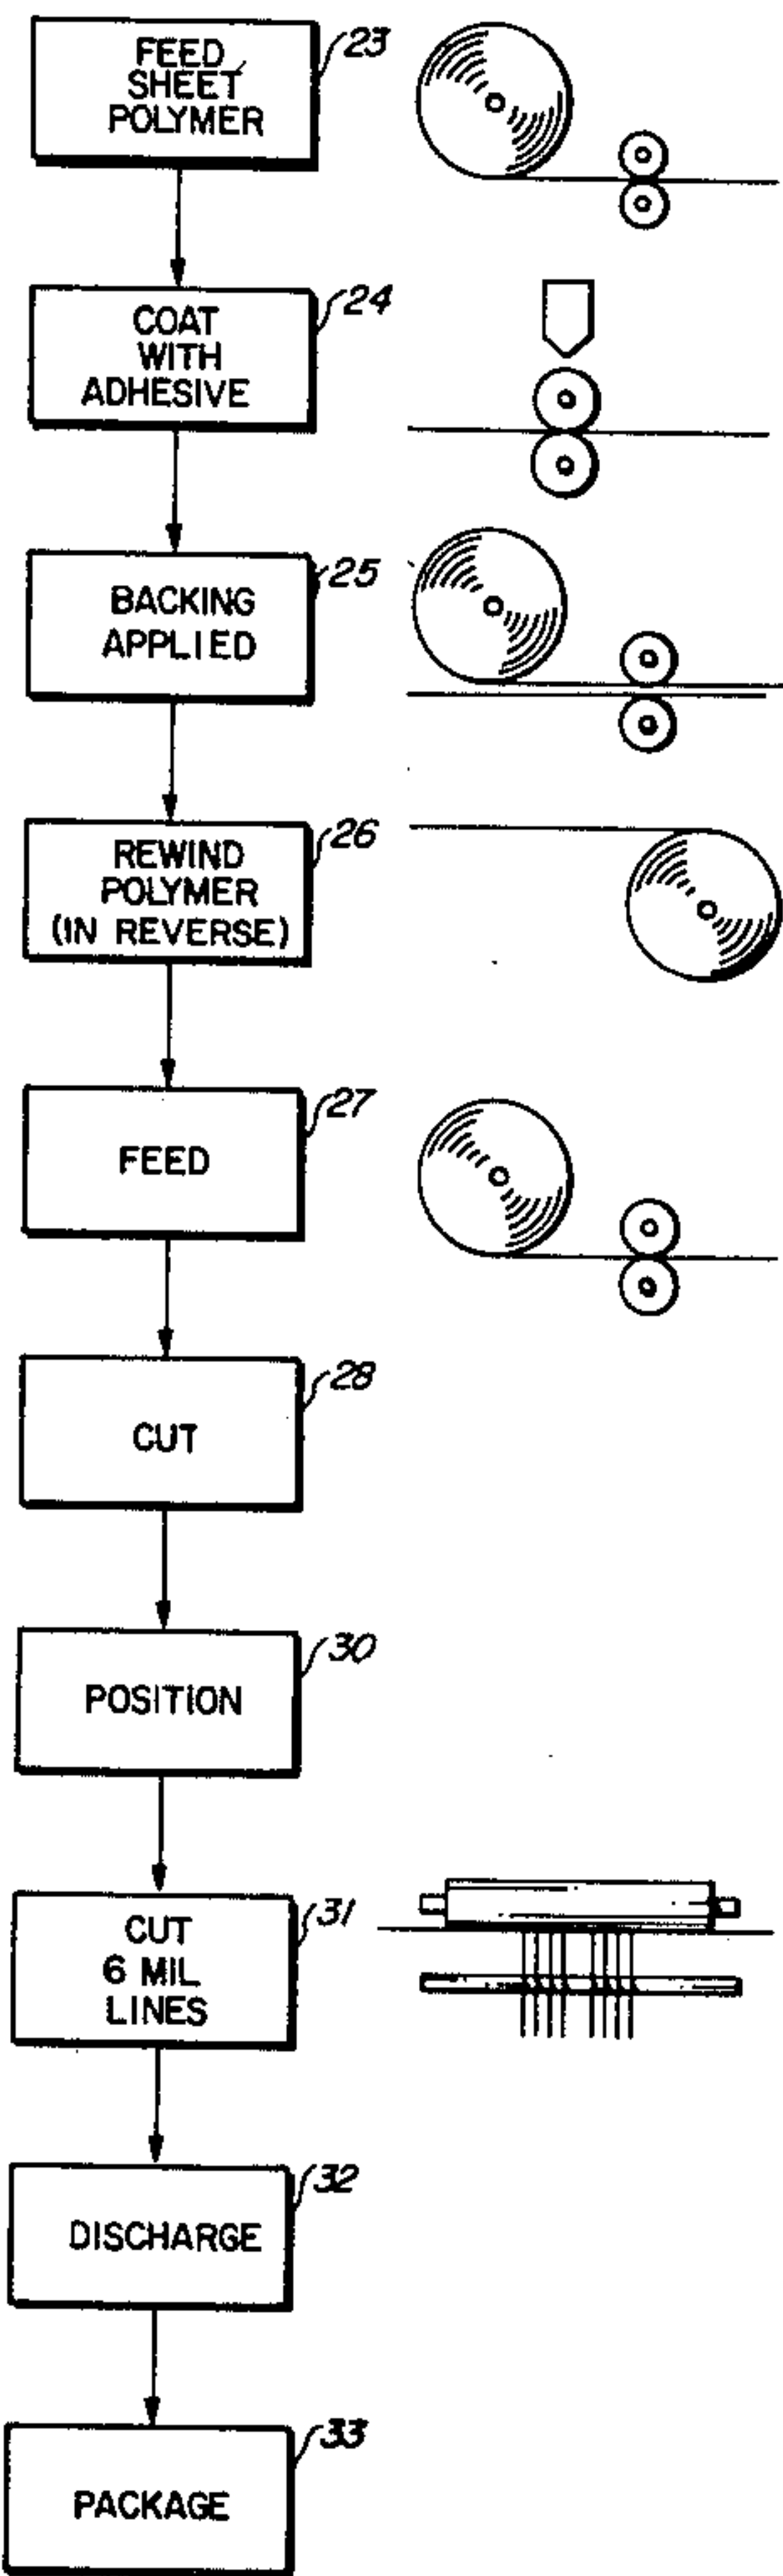 FEED
SHEET
POLYMER
23
COAT
WITH
ADHESIVE
24
BACKING
APPLIED
25
REWIND
POLYMER
(IN REVERSE)
26
FEED
27
CUT
28
POSITION
30
CUT
6 MIL
LINES
31
DISCHARGE
32
PACKAGE
33